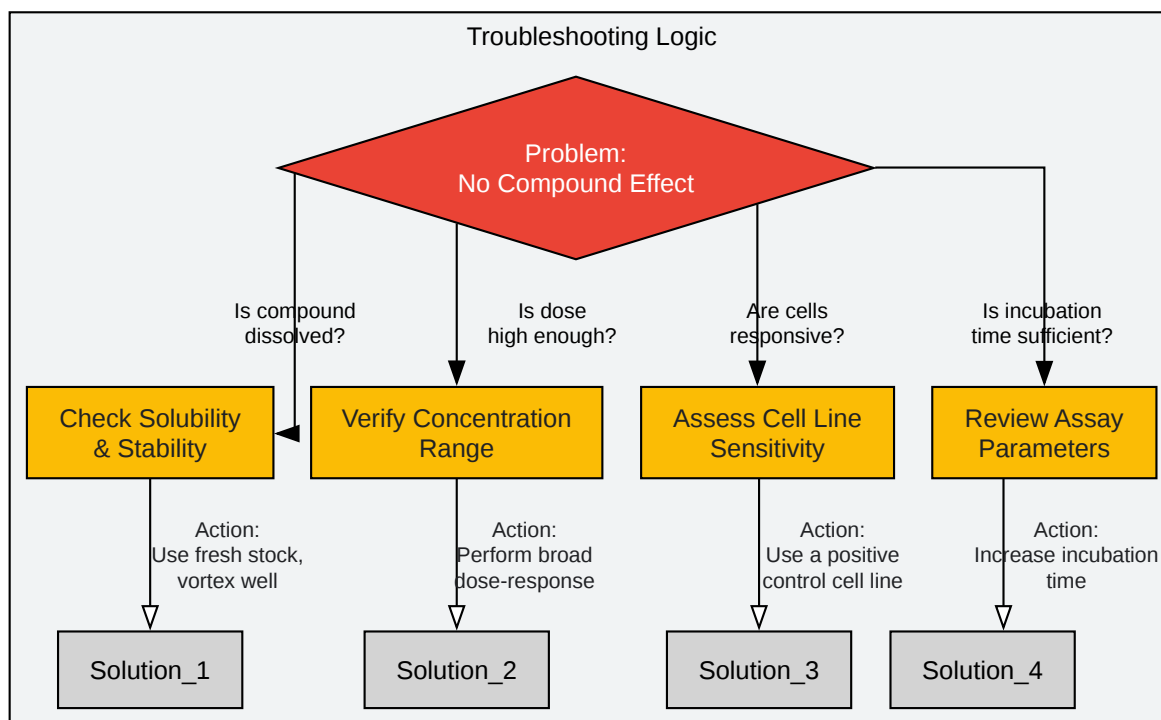 Troubleshooting Logic
Problem:
No Compound Effect
Is compound
dissolved?
Is dose
high enough?
Are cells
responsive?
Is incubation
time sufficient?
Check Solubility
& Stability
Verify Concentration
Range
Assess Cell Line
Sensitivity
Review Assay
Parameters
Action:
Use fresh stock,
vortex well
Action:
Perform broad
dose-response
Action:
Use a positive
control cell line
Action:
Increase incubation
time
Solution_1
Solution_2
Solution_3
Solution_4